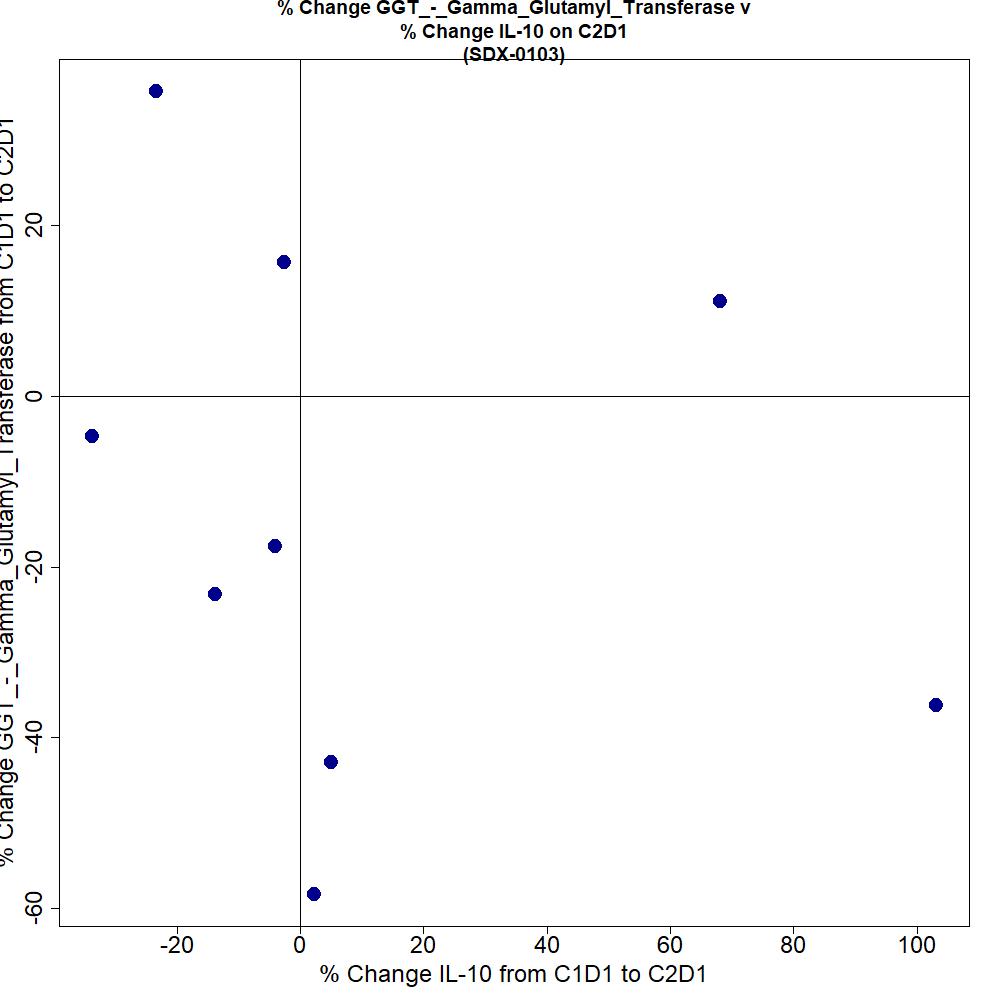 % Change GGT_-_Gamma_Glutamyl_Transferase v
% Change IL-10 on C2D1
(SDX-0103)
% Change GGT_-_Gamma_Glutamyl_Transferase from C1D1 to C2D1
20
0
-20
-40
-60
-20 0 20 40 60 80 100
% Change IL-10 from C1D1 to C2D1